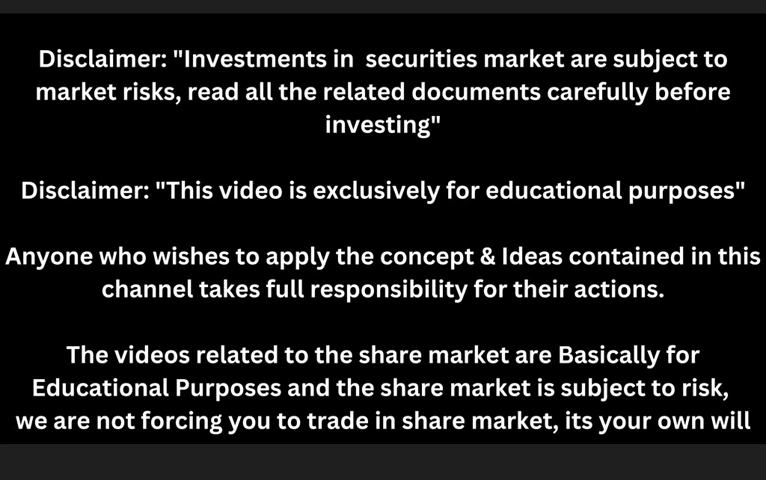 Disclaimer: "Investments in securities market are subject to
market risks, read all the related documents carefully before
investing"
Disclaimer: "This video is exclusively for educational purposes"
Anyone who wishes to apply the concept & Ideas contained in this
channel takes full responsibility for their actions.
The videos related to the share market are Basically for
Educational Purposes and the share market is subject to risk,
we are not forcing you to trade in share market, its your own will